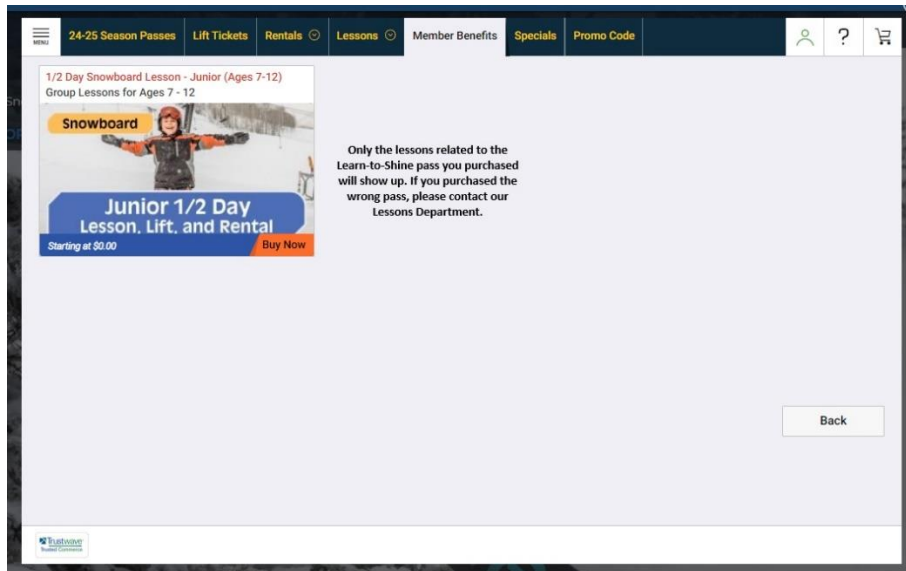 MENU
24-25 Season Passes
Lift Tickets
Rentals
Lessons
Member Benefits
Specials
Promo Code
?
1/2 Day Snowboard Lesson - Junior (Ages 7-12)
Group Lessons for Ages 7 - 12
Snowboard
Junior 1/2 Day
Lesson, Lift, and Rental
Starting at $0.00
Buy Now
Only the lessons related to the
Learn-to-Shine pass you purchased
will show up. If you purchased the
wrong pass, please contact our
Lessons Department.
Back
Trustwave
Trusted Commerce